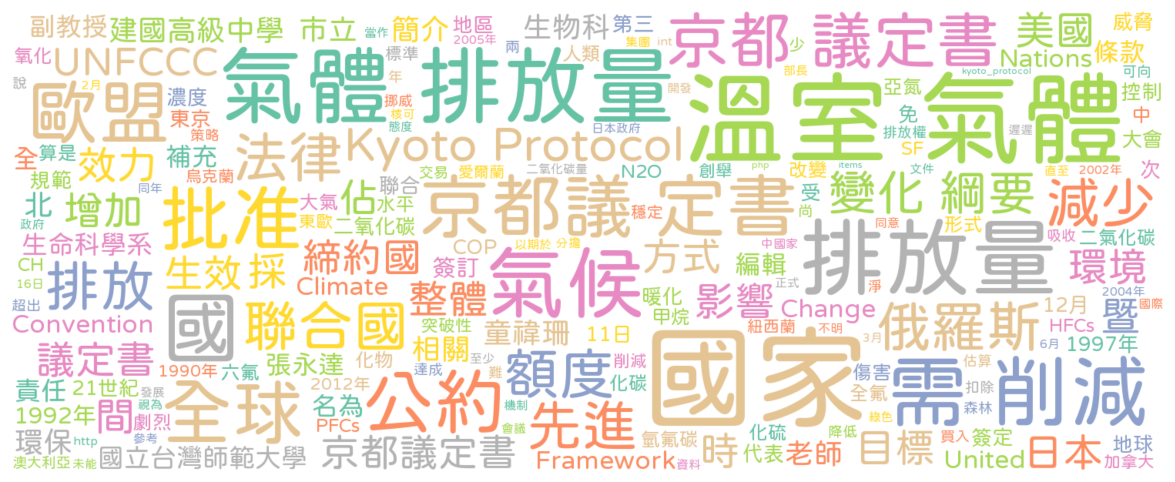 副教授 建國高級中學 市立 簡介 地區 生物科 第三 京都 議定書 美國 威脅
當作 2005年 兩 集團 int 少 條款
氧化 UNFCCC 氣體 排放量 標準 人類 Nations
說 2月 年 開發 部長 kyoto_protocol 可向
歐盟 濃度 挪威 溫室氣體 亞氮 控制
東京 核可 日本政府 免 中
策略 態度 排放權 遲遲 大會
全 算是 效力 補充 法律 Kyoto Protocol SF
烏克蘭 交易 愛爾蘭 二氧化碳量 N2O 創舉 php 改變 items 文件 直至 2002年 次
規範 同年 聯合 受
北 增加 批准 大氣 佔 水平 京都議 定書 穩定 尚 變化 綱要 減少
政府 東歐 二氧化碳 同意 形式 吸收
生命科學系 締約國 COP 以期於 分擔 方式 中國家 排放量 二氧化碳
CH 簽訂 編輯
16日 排放 生效 採 Climate 整體 氣候 暖化 影響 正式 淨 環境
超出 國 聯合國 甲烷 Change 俄羅斯 12月 2004年 國際
Convention 突破性 童禕珊 11日 紐西蘭 不明 HFCs 暨
議定書 張永達 相關 至少 額度 削減 國家 3月 6月 1997年
1990年 六氟 化物 達成 難 估算 傷害
責任 21世紀 發展 2012年 公約 機制 化碳 需 削減
全氟 扣除
1992年 間 視為 全球 名為 先進 氫氟碳 綠色 森林
劇烈 參考 PFCs 會議 化硫 降低 買入 簽定
環保 http 國立台灣師範大學 京都議定書 時 代表 老師 目標 日本 地球
澳大利亞 未能 Framework 資料 United 加拿大